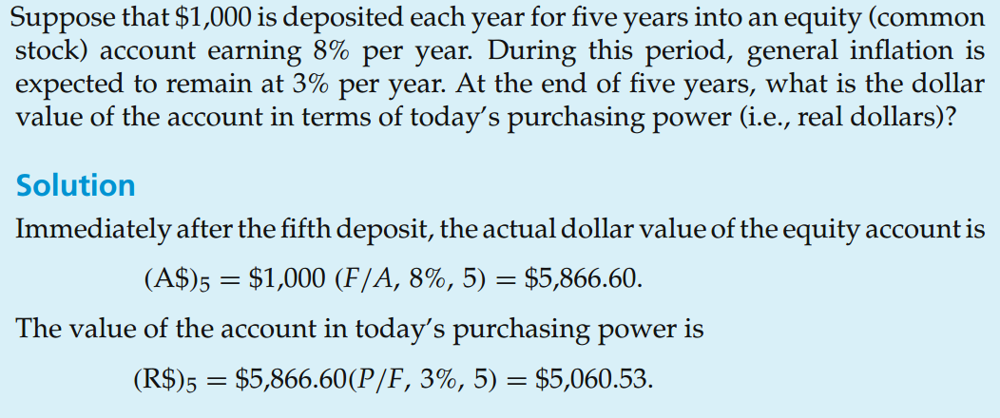 Suppose that $1,000 is deposited each year for five years into an equity (common
stock) account earning 8% per year. During this period, general inflation is
expected to remain at 3% per year. At the end of five years, what is the dollar
value of the account in terms of today's purchasing power (i.e., real dollars)?
Solution
Immediately after the fifth deposit, the actual dollar value of the equity account is
(A$)5 = $1,000 (F/A, 8%, 5) = $5,866.60.
The value of the account in today's purchasing power is
(R$)5 = $5,866.60(P/F, 3%, 5) = $5,060.53.